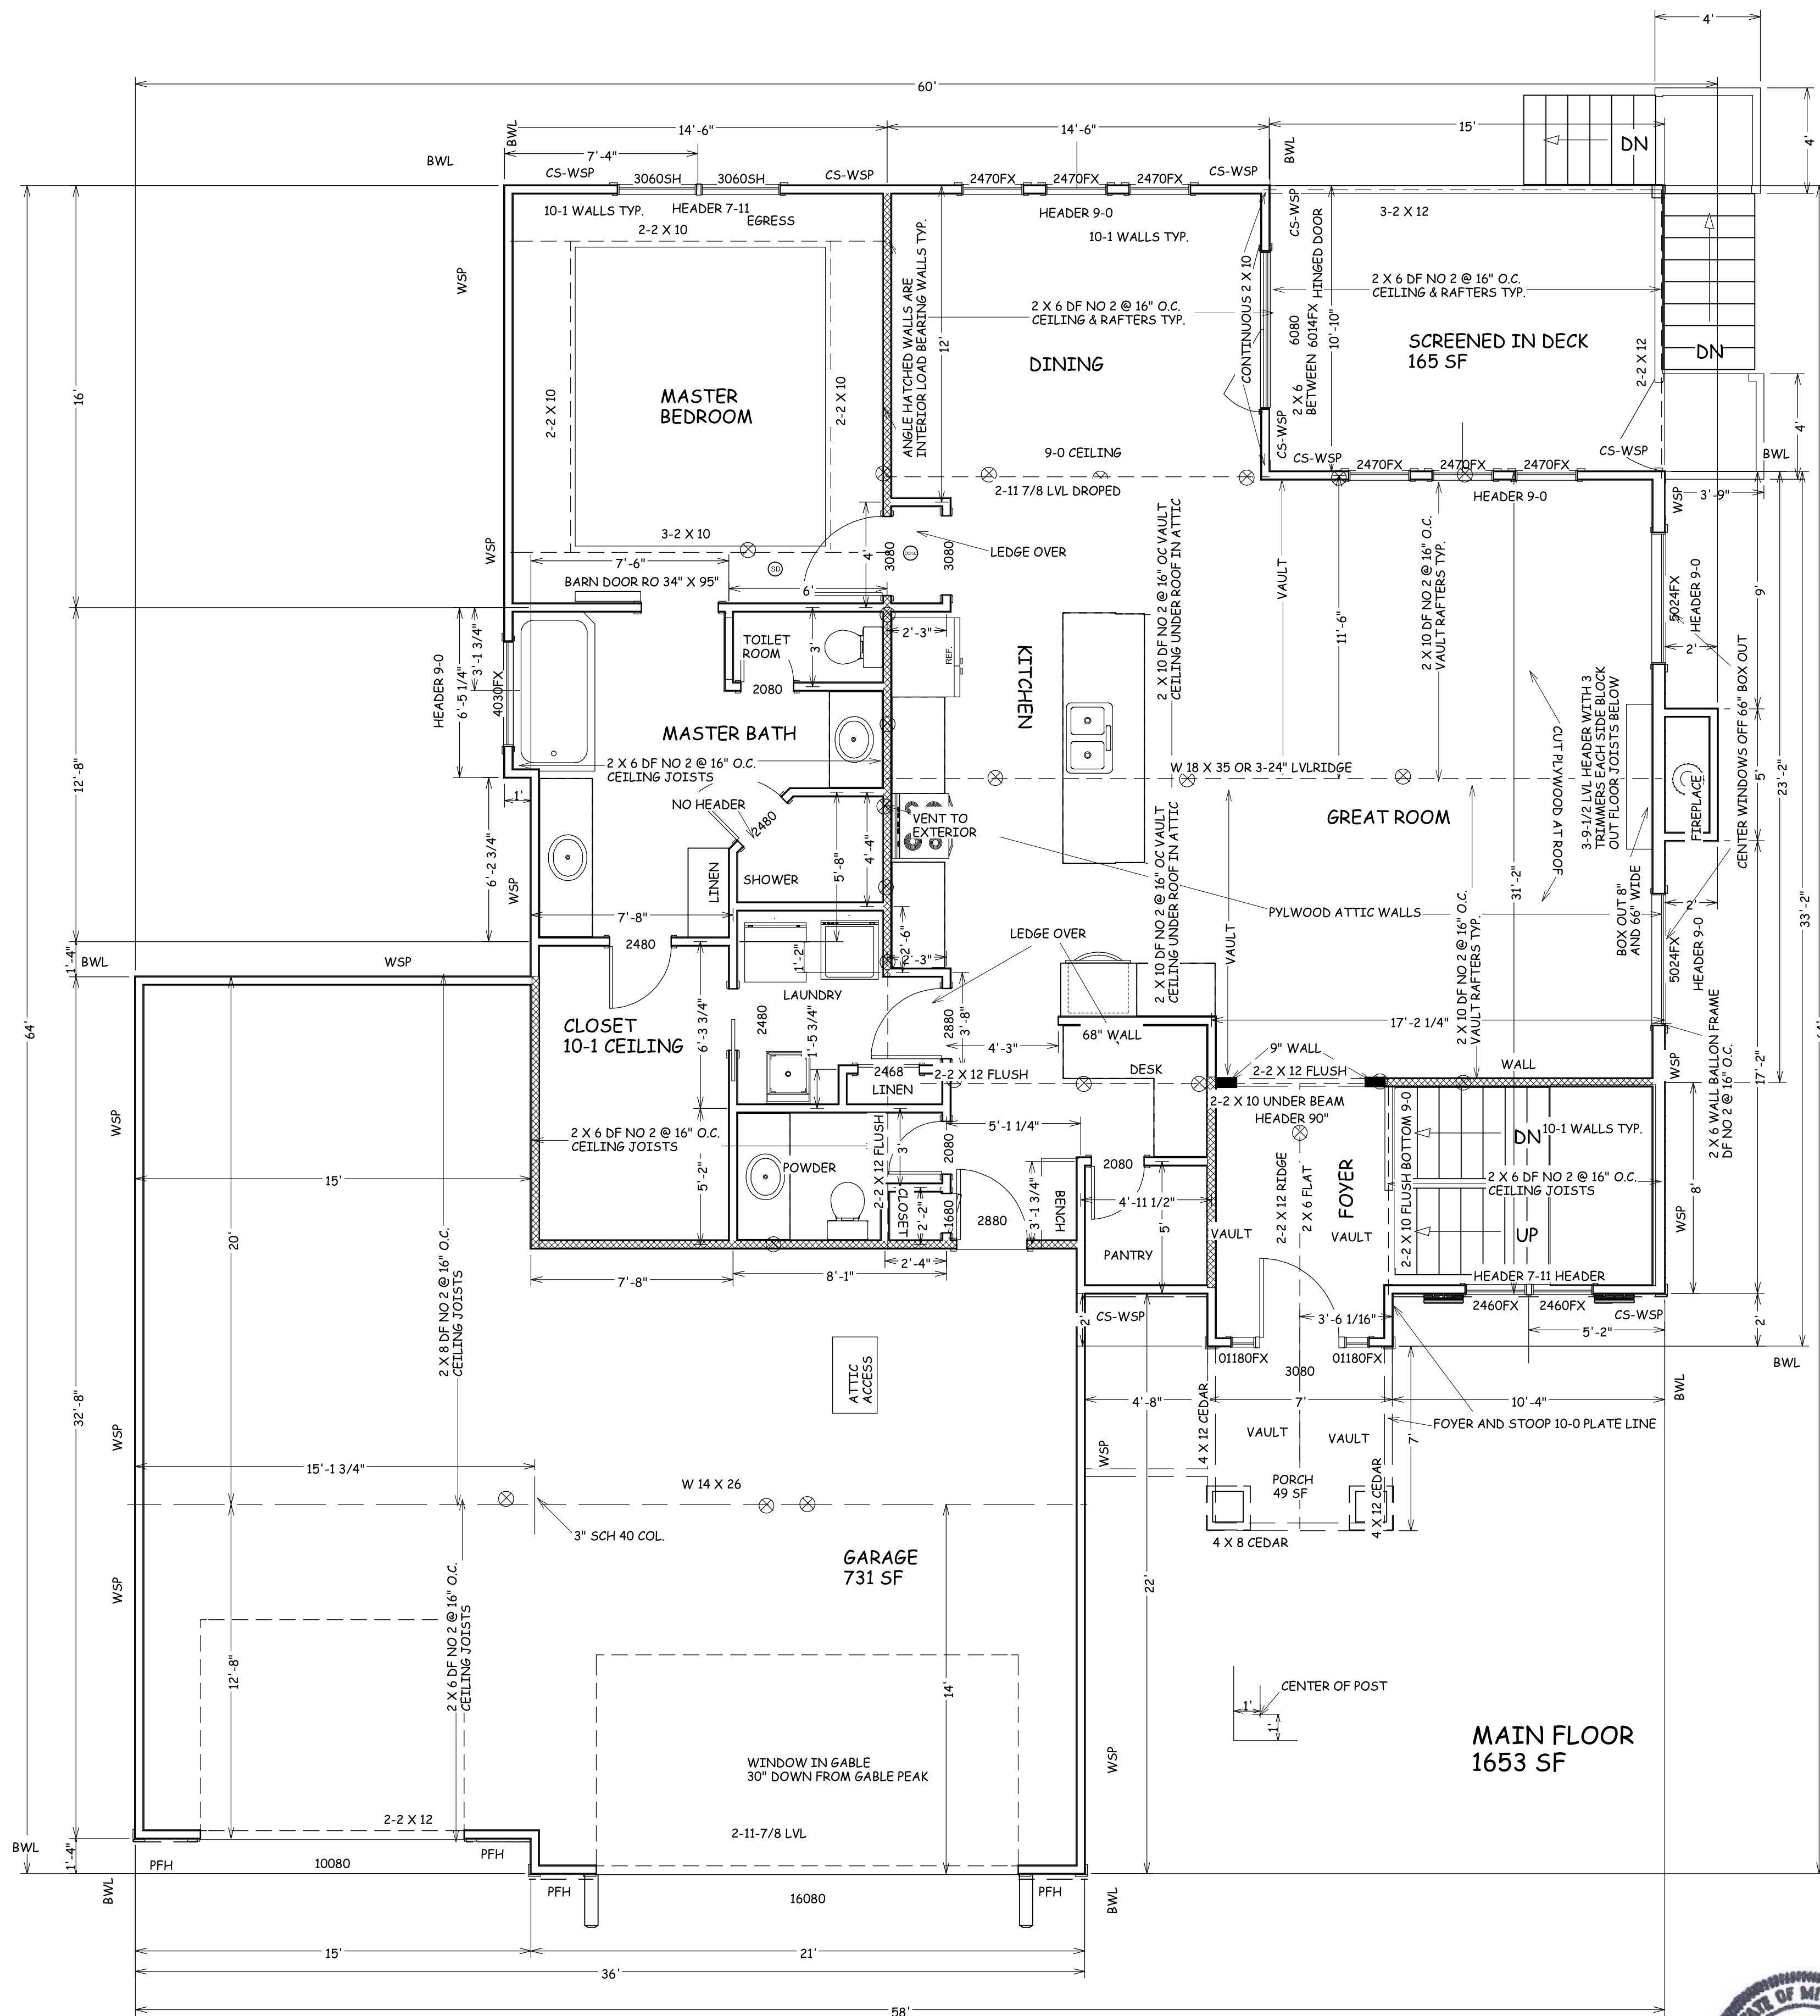 4'
60'
14'-6"
14'-6"
15'
4'
BWL
BWL
BWL
7'-4"
CS-WSP
3060SH
3060SH
CS-WSP
2470FX
2470FX
2470FX
CS-WSP
DN
10-1 WALLS TYP.
HEADER 7-11
EGRESS
2-2 X 10
HEADER 9-0
10-1 WALLS TYP.
CS-WSP
3-2 X 12
WSP
ANGLE HATCHED WALLS ARE
INTERIOR LOAD BEARING WALLS TYP.
2 X 6 DF NO 2 @ 16" O.C.
CEILING & RAFTERS TYP.
12'
CONTINUOUS 2 X 10
2 X 6 6080
BETWEEN 6014FX HINGED DOOR
10'-10"
2 X 6 DF NO 2 @ 16" O.C.
CEILING & RAFTERS TYP.
SCREENED IN DECK
165 SF
2-2 X 12
DN
4'
16'
MASTER
BEDROOM
2-2 X 10
2-2 X 10
DINING
9-0 CEILING
CS-WSP
CS-WSP
CS-WSP
BWL
2470FX
2470FX
2470FX
HEADER 9-0
2-11 7/8 LVL DROPED
WSP
3'-9"
WSP
3-2 X 10
SD
7'-6"
BARN DOOR RO 34" X 95"
6'
4'
3080
3080
LEDGE OVER
2 X 10 DF NO 2 @ 16" OC VAULT
CEILING UNDER ROOF IN ATTIC
VAULT
11'-6"
2 X 10 DF NO 2 @ 16" O.C.
VAULT RAFTERS TYP.
5024FX
HEADER 9-0
9'
2'
HEADER 9-0
6'-5 1/4"
3'-1 3/4"
4030FX
TOILET
ROOM
3'
2080
2'-3"
REF.
KITCHEN
12'-8"
MASTER BATH
2 X 6 DF NO 2 @ 16" O.C.
CEILING JOISTS
W 18 X 35 OR 3-24" LVLRIDGE
CUT PLYWOOD AT ROOF
3-9-1/2 LVL HEADER WITH 3
TRIMMERS EACH SIDE BLOCK
OUT FLOOR JOISTS BELOW
CENTER WINDOWS OFF 66" BOX OUT
FIREPLACE
5'
23'-2"
33'-2"
1'
NO HEADER
2480
VENT TO
EXTERIOR
GREAT ROOM
6'-2 3/4"
WSP
LINEN
SHOWER
5'-8"
4'-4"
2 X 10 DF NO 2 @ 16" OC VAULT
CEILING UNDER ROOF IN ATTIC
31'-2"
BOX OUT 8"
AND 66" WIDE
2'
7'-8"
2480
PYLWOOD ATTIC WALLS
LEDGE OVER
2'-6"
2'-3"
1'-2"
VAULT
2 X 10 DF NO 2 @ 16" O.C.
VAULT RAFTERS TYP.
5024FX
HEADER 9-0
1'-4"
BWL
WSP
LAUNDRY
CLOSET
10-1 CEILING
6'-3 3/4"
2480
1'-5 3/4"
2880
3'-8"
17'-2 1/4"
4'-3"
68" WALL
DESK
9" WALL
WALL
WSP
2 X 6 WALL BALLON FRAME
DF NO 2 @ 16" O.C.
17'-2"
2468
LINEN
2-2 X 12 FLUSH
2-2 X 12 FLUSH
2-2 X 10 UNDER BEAM
HEADER 90"
64'
WSP
2 X 6 DF NO 2 @ 16" O.C.
CEILING JOISTS
5'-2"
POWDER
2-2 X 12 FLUSH
3'
2080
5'-1 1/4"
2080
2-2 X 12 RIDGE
2 X 6 FLAT
FOYER
2-2 X 10 FLUSH BOTTOM 9-0
DN
10-1 WALLS TYP.
2 X 6 DF NO 2 @ 16" O.C.
CEILING JOISTS
8'
15'
CLOSET
2'-2"
1680
2880
3'-1 3/4"
BENCH
4'-11 1/2"
5'
PANTRY
VAULT
VAULT
UP
WSP
20'
7'-8"
8'-1"
2'-4"
HEADER 7-11 HEADER
2460FX
2460FX
CS-WSP
2'
CS-WSP
3'-6 1/16"
5'-2"
2'
2 X 8 DF NO 2 @ 16" O.C.
CEILING JOISTS
ATTIC
ACCESS
01180FX
01180FX
3080
BWL
BWL
32'-8"
4'-8"
7'
10'-4"
4 X 12 CEDAR
FOYER AND STOOP 10-0 PLATE LINE
WSP
WSP
VAULT
VAULT
7'
15'-1 3/4"
W 14 X 26
PORCH
49 SF
4 X 12 CEDAR
3" SCH 40 COL.
4 X 8 CEDAR
GARAGE
731 SF
WSP
22'
2 X 6 DF NO 2 @ 16" O.C.
CEILING JOISTS
12'-8"
14'
CENTER OF POST
1'
1'
MAIN FLOOR
1653 SF
WSP
WINDOW IN GABLE
30" DOWN FROM GABLE PEAK
2-2 X 12
2-11-7/8 LVL
BWL
1'-4"
PFH
10080
PFH
BWL
PFH
16080
PFH
BWL
15'
21'
36'
58'